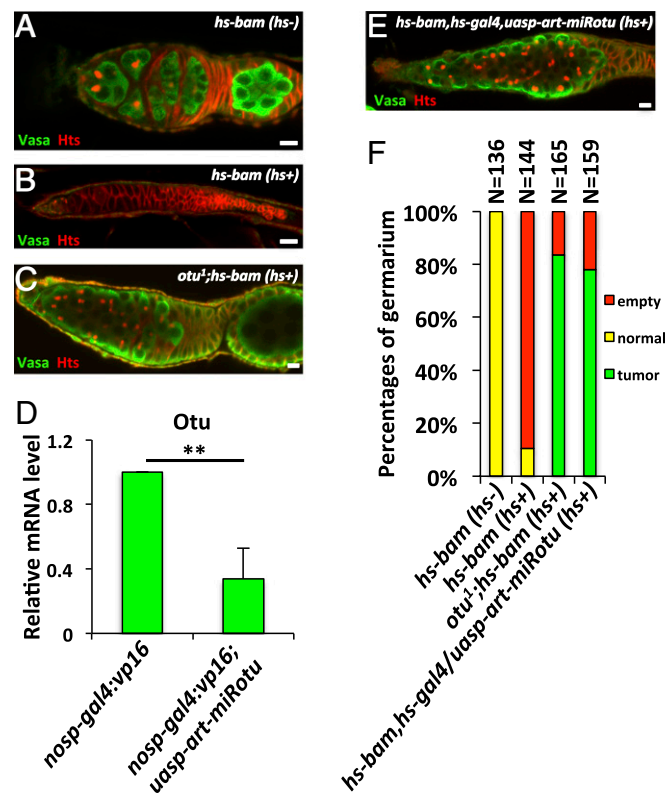 A
hs-bam (hs-)
Vasa Hts
B
hs-bam (hs+)
Vasa Hts
C
otu¹;hs-bam (hs+)
Vasa Hts
D
Otu
**
Relative mRNA level
1.2
0.8
0.4
0
nosp-gal4:vp16
nosp-gal4:vp16;
uasp-art-miRotu
E
hs-bam,hs-gal4,uasp-art-miRotu (hs+)
Vasa Hts
F
N=136
N=144
N=165
N=159
Percentages of germarium
100%
80%
60%
40%
20%
0%
empty
normal
tumor
hs-bam (hs-)
hs-bam (hs+)
otu¹;hs-bam (hs+)
hs-bam,hs-gal4/uasp-art-miRotu (hs+)